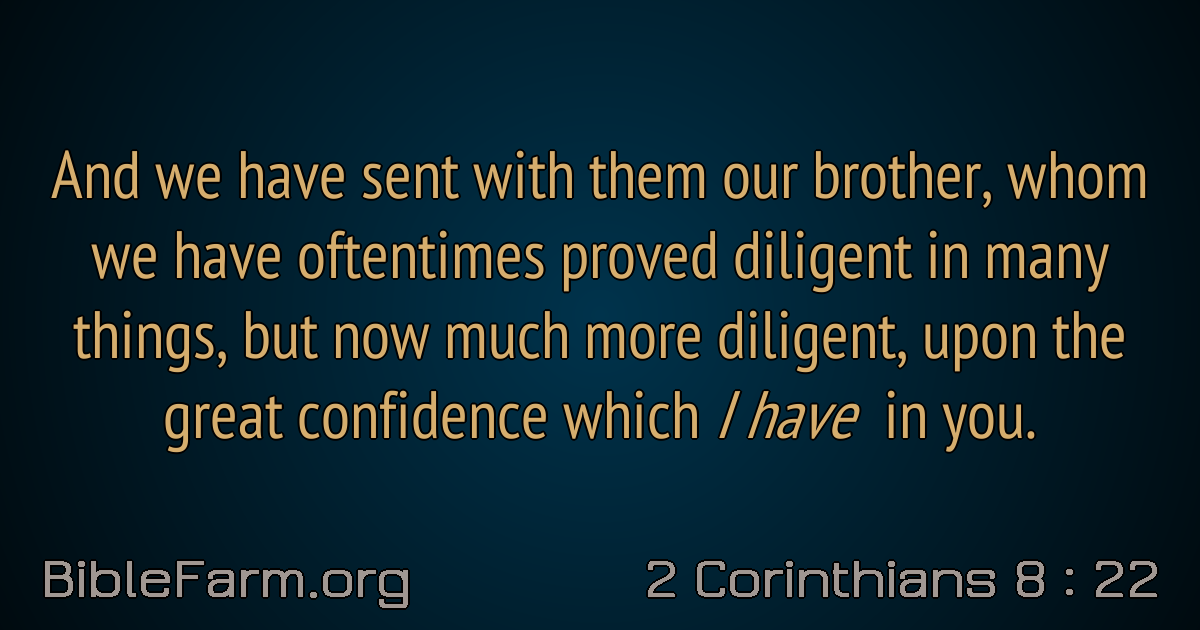 And we have sent with them our brother, whom
we have oftentimes proved diligent in many
things, but now much more diligent, upon the
great confidence which I have in you.
BibleFarm.org
2 Corinthians 8 : 22